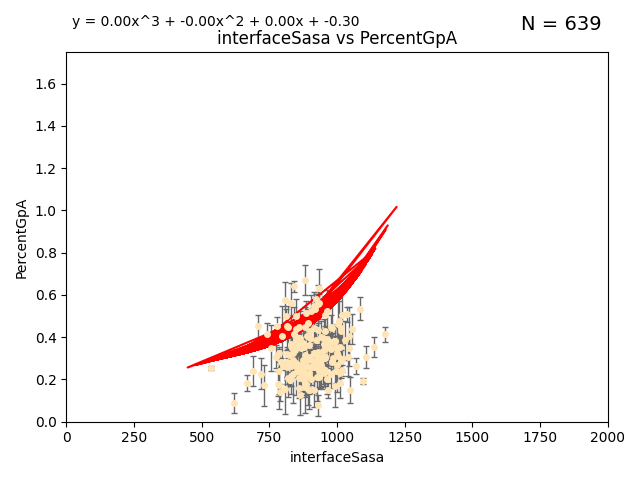 y = 0.00x^3 + -0.00x^2 + 0.00x + -0.30
N = 639
interfaceSasa vs PercentGpA
PercentGpA
1.6
1.4
1.2
1.0
0.8
0.6
0.4
0.2
0.0
0 250 500 750 1000 1250 1500 1750 2000
interfaceSasa